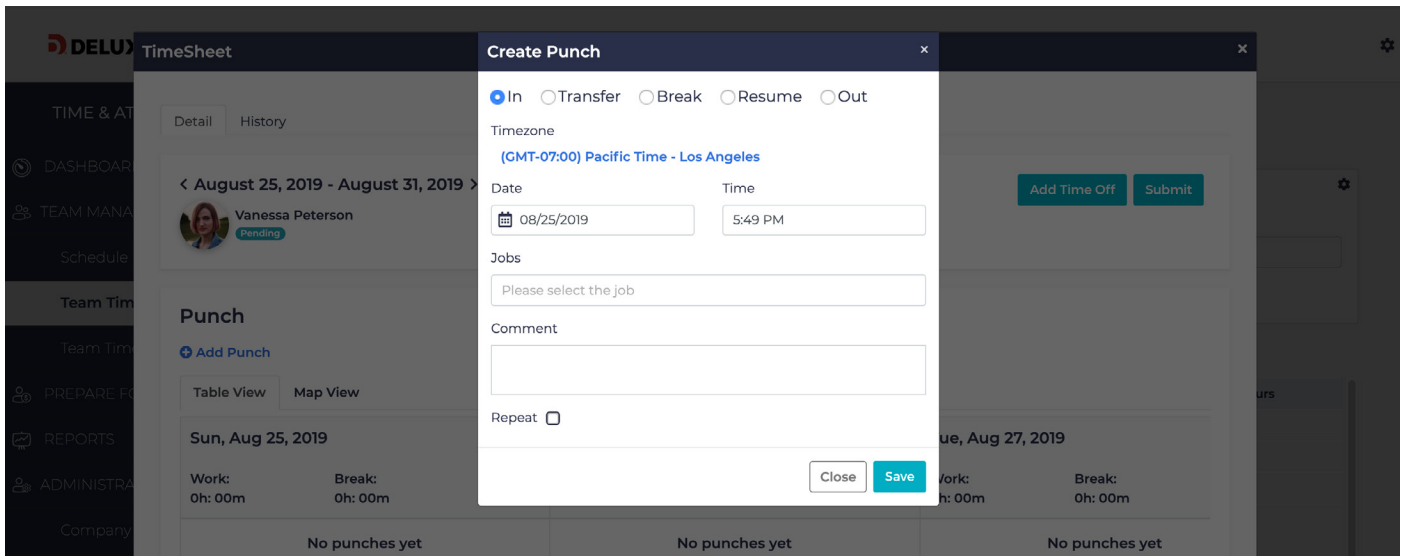 DELUX
TimeSheet
Create Punch
×
×
TIME & AT
Detail
History
In
Transfer
Break
Resume
Out
Timezone
(GMT-07:00) Pacific Time - Los Angeles
DASHBOAR
< August 25, 2019 - August 31, 2019 >
Date
Time
Add Time Off
Submit
TEAM MANA
Vanessa Peterson
Pending
08/25/2019
5:49 PM
Schedule
Jobs
Please select the job
Team Tim
Punch
Comment
Team Tim
Add Punch
PREPARE FO
Table View
Map View
urs
Repeat
REPORTS
Sun, Aug 25, 2019
ue, Aug 27, 2019
ADMINISTRA
Work:
Break:
Close
Save
Work:
Break:
0h: 00m
0h: 00m
h: 00m
0h: 00m
Company
No punches yet
No punches yet
No punches yet